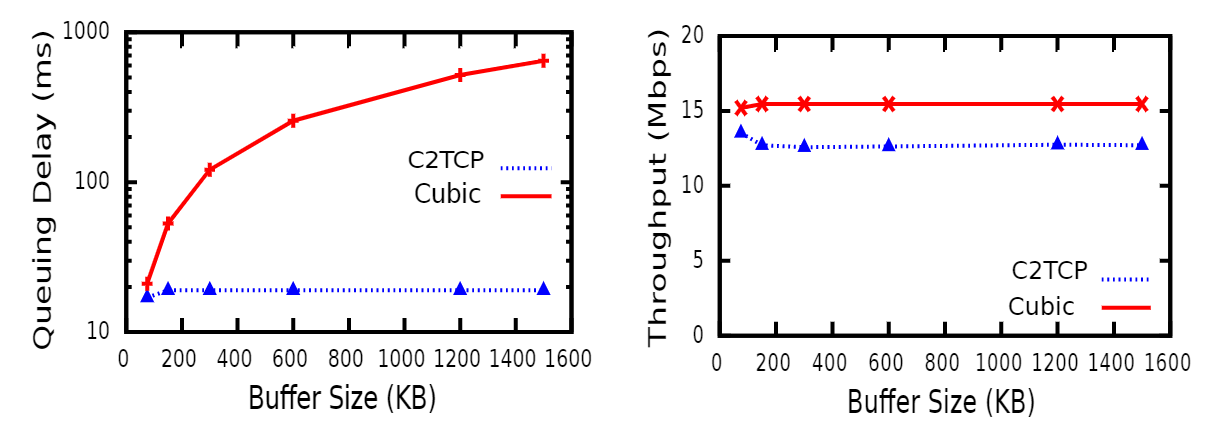 Queuing Delay (ms)
1000
100
10
C2TCP
Cubic
0 200 400 600 800 1000 1200 1400 1600
Buffer Size (KB)
Throughput (Mbps)
20
15
10
5
0
C2TCP
Cubic
0 200 400 600 800 1000 1200 1400 1600
Buffer Size (KB)